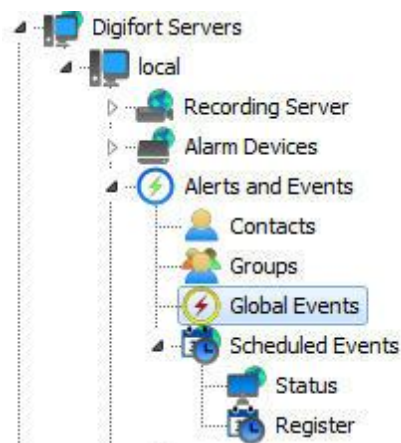 Digifort Servers
local
Recording Server
Alarm Devices
Alerts and Events
Contacts
Groups
Global Events
Scheduled Events
Status
Register